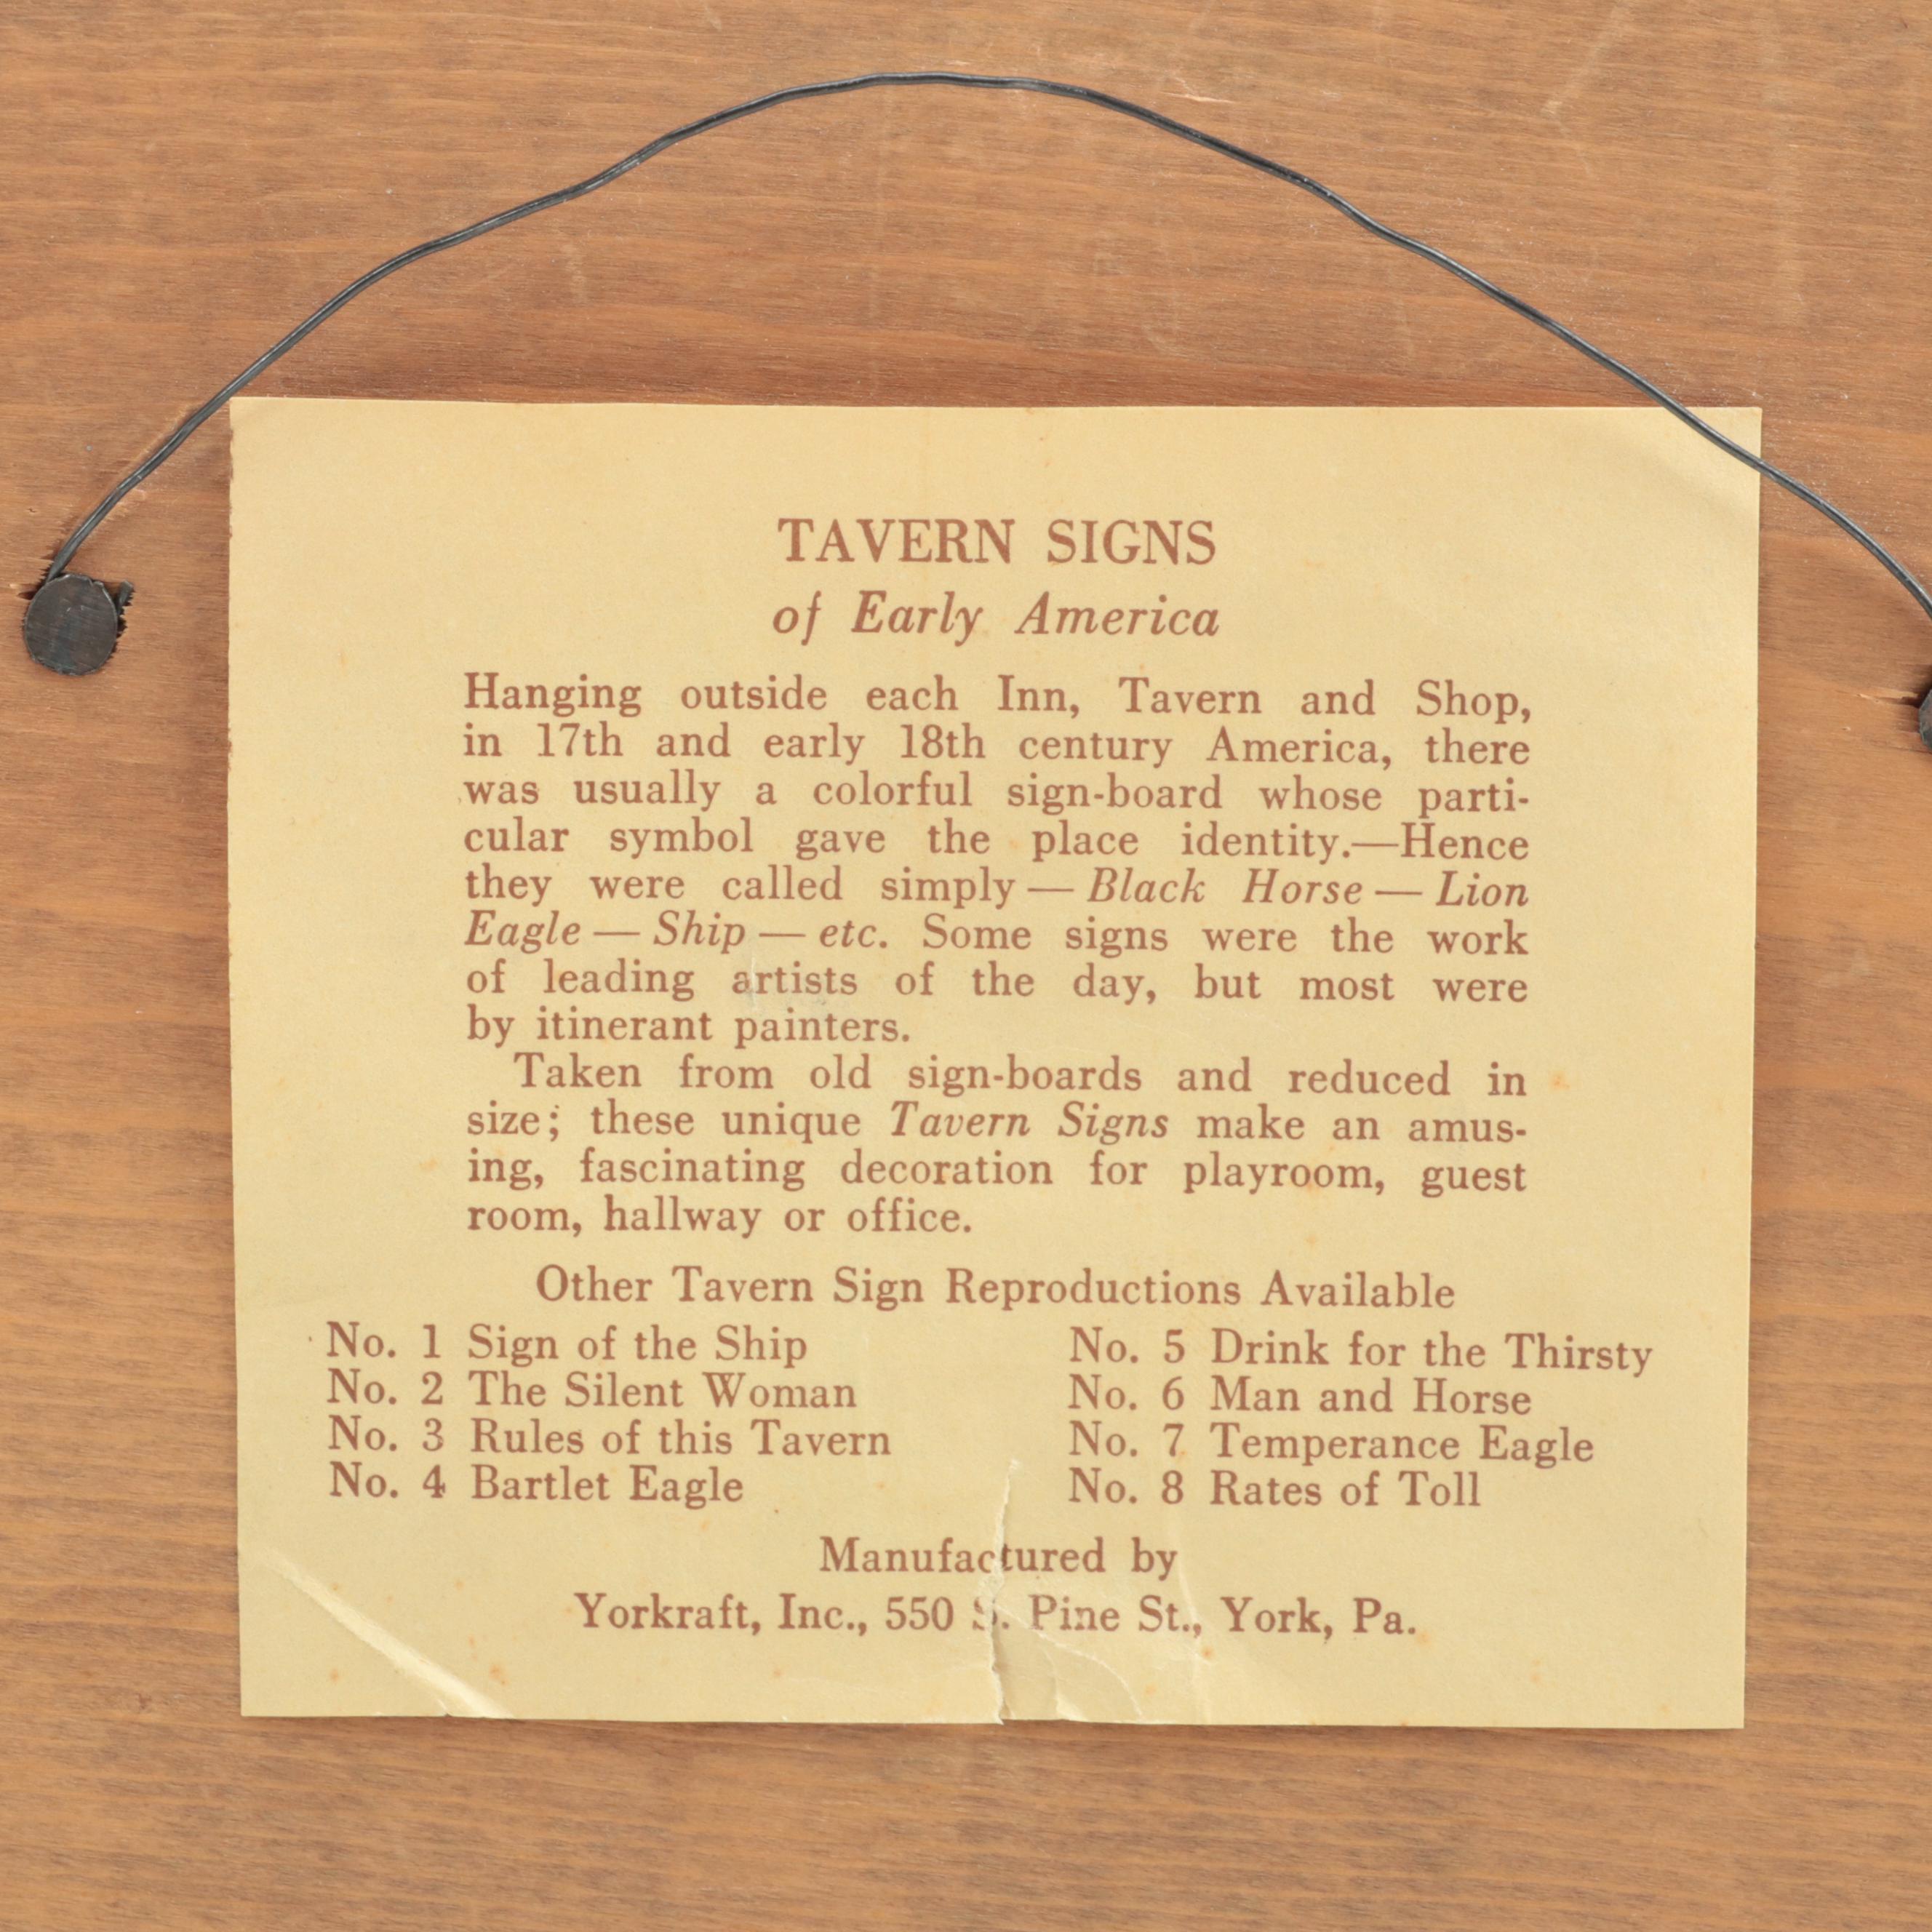 TAVERN SIGNS
of Early America
Hanging outside each Inn, Tavern and Shop,
in 17th and early 18th century America, there
was usually a colorful sign-board whose parti-
cular symbol gave the place identity.—Hence
they were called simply — Black Horse — Lion
Eagle — Ship — etc. Some signs were the work
of leading artists of the day, but most were
by itinerant painters.
Taken from old sign-boards and reduced in
size; these unique Tavern Signs make an amus-
ing, fascinating decoration for playroom, guest
room, hallway or office.
Other Tavern Sign Reproductions Available
No. 1 Sign of the Ship
No. 2 The Silent Woman
No. 3 Rules of this Tavern
No. 4 Bartlet Eagle
No. 5 Drink for the Thirsty
No. 6 Man and Horse
No. 7 Temperance Eagle
No. 8 Rates of Toll
Manufactured by
Yorkraft, Inc., 550 S. Pine St., York, Pa.